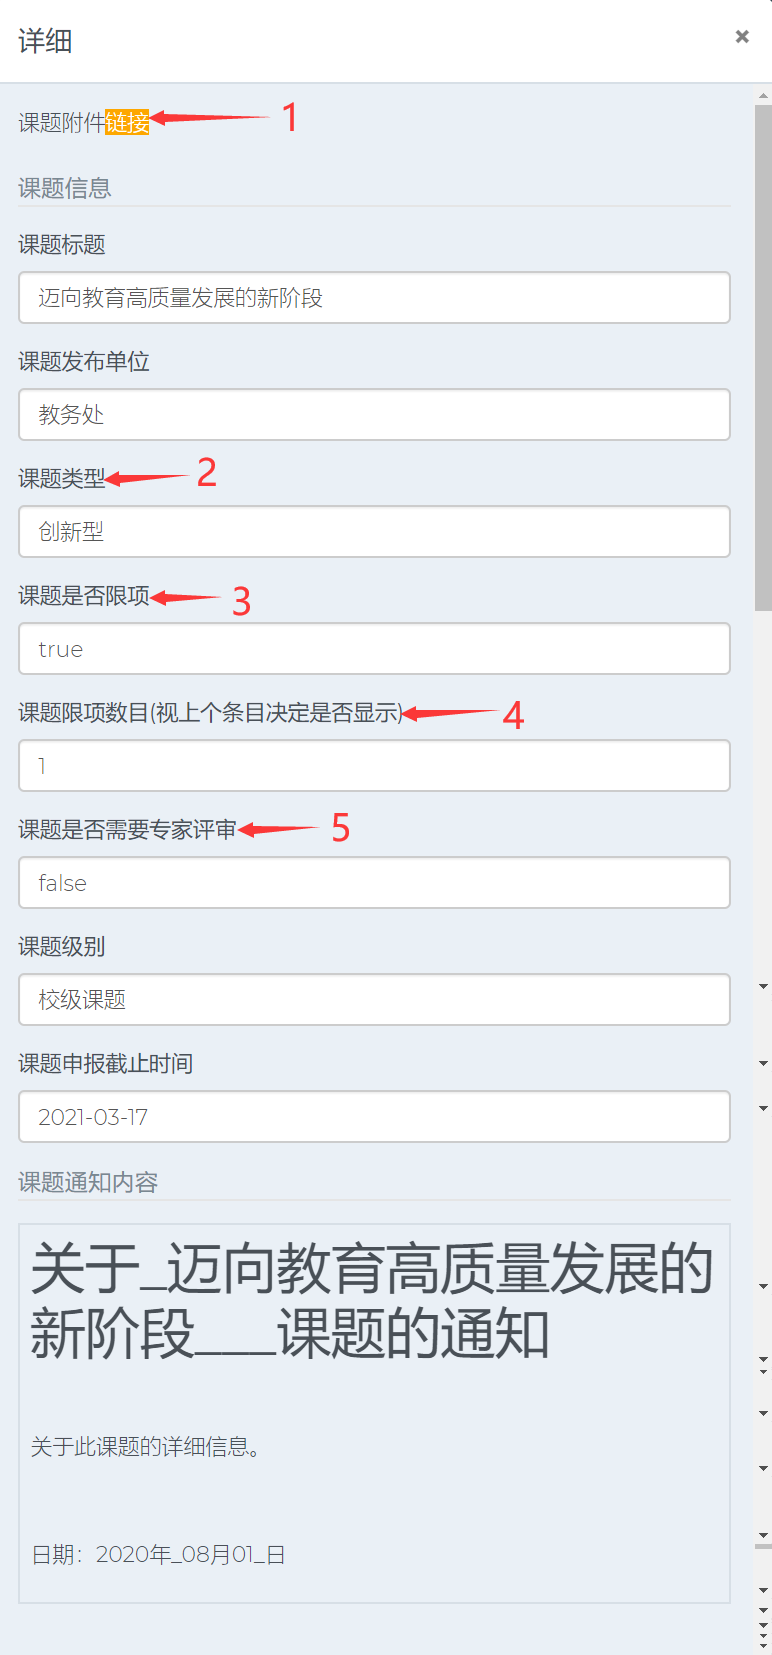 详细
×
课题附件链接
1
课题信息
课题标题
迈向教育高质量发展的新阶段
课题发布单位
教务处
课题类型
2
创新型
课题是否限项
3
true
课题限项数目(视上个条目决定是否显示)
4
1
课题是否需要专家评审
5
false
课题级别
校级课题
课题申报截止时间
2021-03-17
课题通知内容
关于_迈向教育高质量发展的
新阶段___课题的通知
关于此课题的详细信息。
日期：2020年_08月01_日